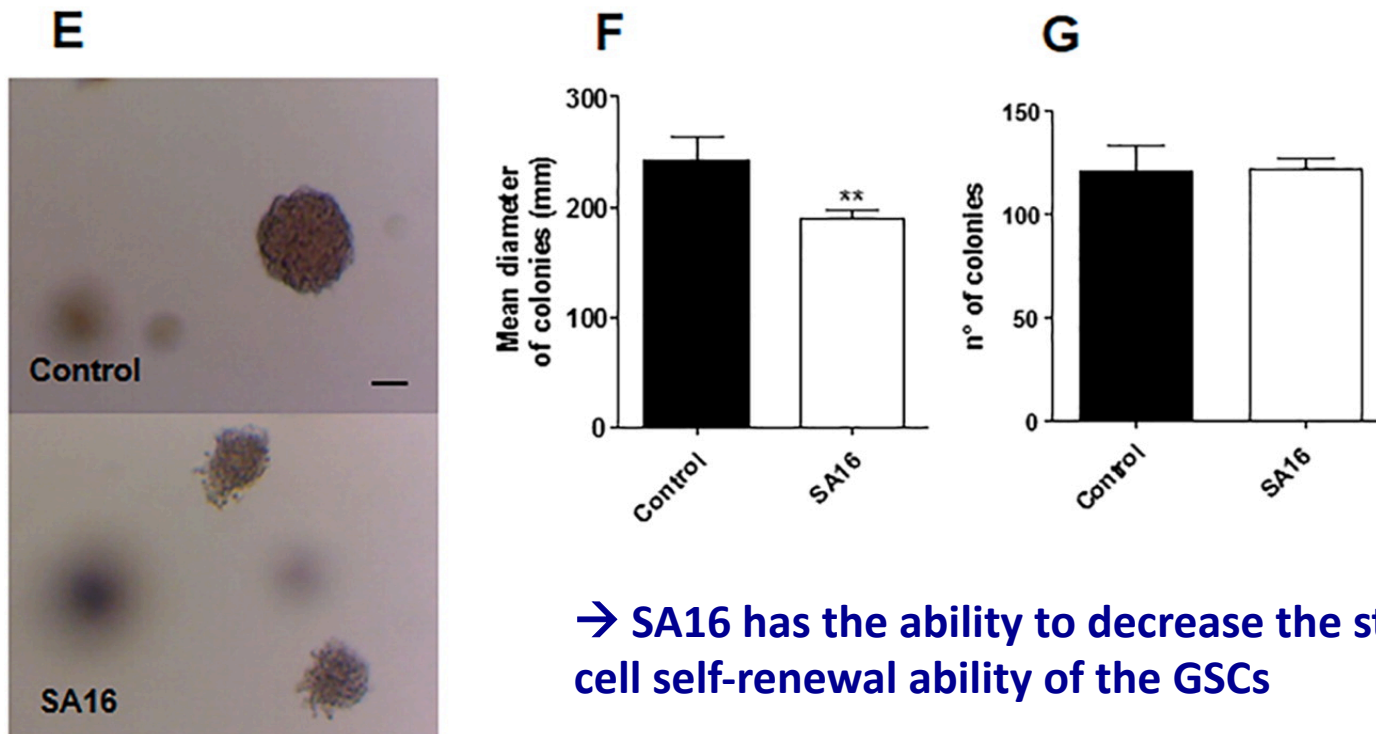 E
Control
SA16
F
Mean diameter
of colonies (mm)
300
200
100
0
**
Control
SA16
G
n° of colonies
150
100
50
0
Control
SA16
→ SA16 has the ability to decrease the
cell self-renewal ability of the GSCs